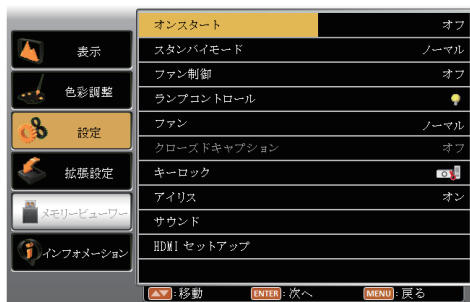 表示
色彩調整
設定
拡張設定
メモリービューワー
インフォメーション
オンスタート オフ
スタンバイモード ノーマル
ファン制御 オフ
ランプコントロール
ファン ノーマル
クローズドキャプション オフ
キーロック
アイリス オン
サウンド
HDMI セットアップ
:移動 ENTER:次へ MENU:戻る